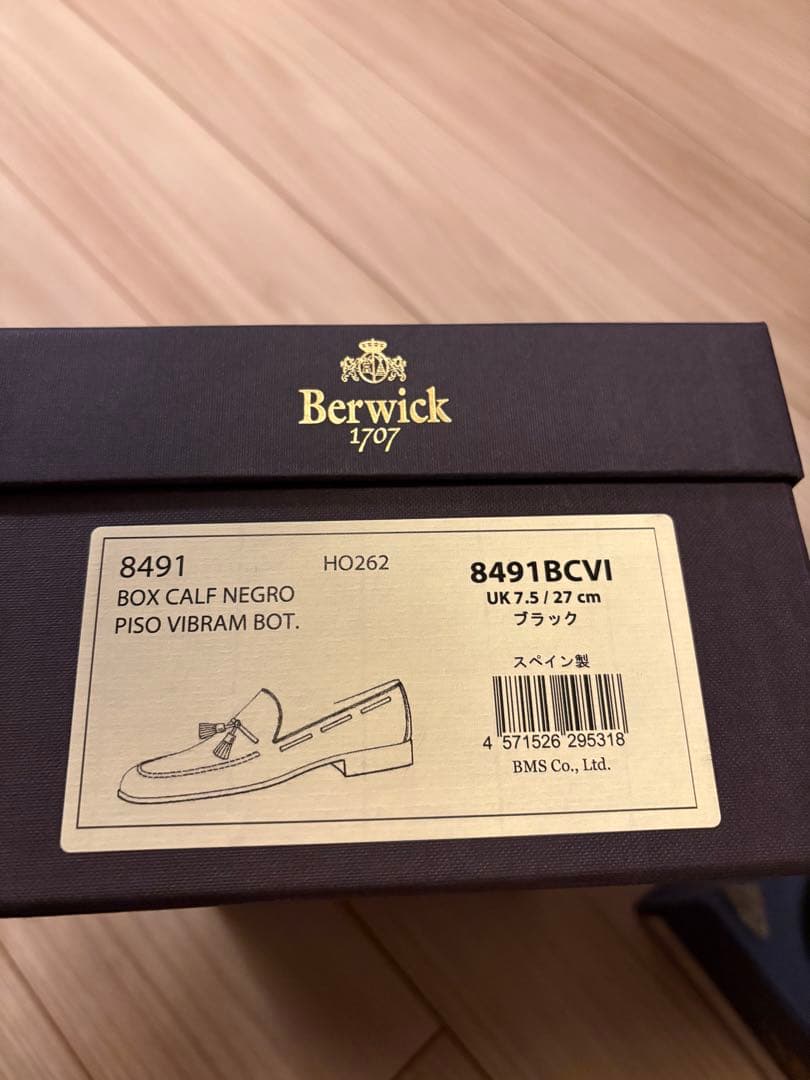 Berwick
1707
8491 HO262
BOX CALF NEGRO
PISO VIBRAM BOT.
8491BCVI
UK 7.5 / 27 cm
ブラック
スペイン製
4 571526 295318
BMS Co., Ltd.